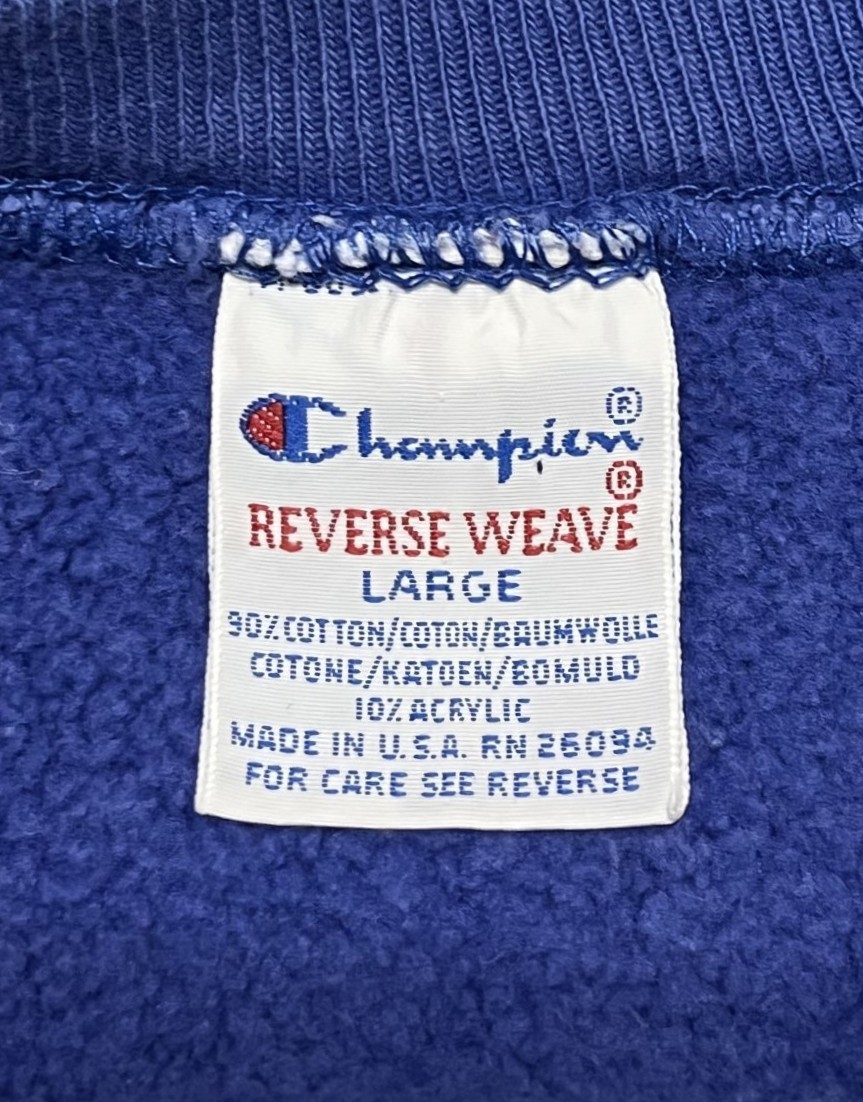 Champion®
®
REVERSE WEAVE
LARGE
90% COTTON/COTON/BAUMWOLLE
COTONE/KATOEN/BOMULD
10% ACRYLIC
MADE IN U.S.A. RN 26094
FOR CARE SEE REVERSE